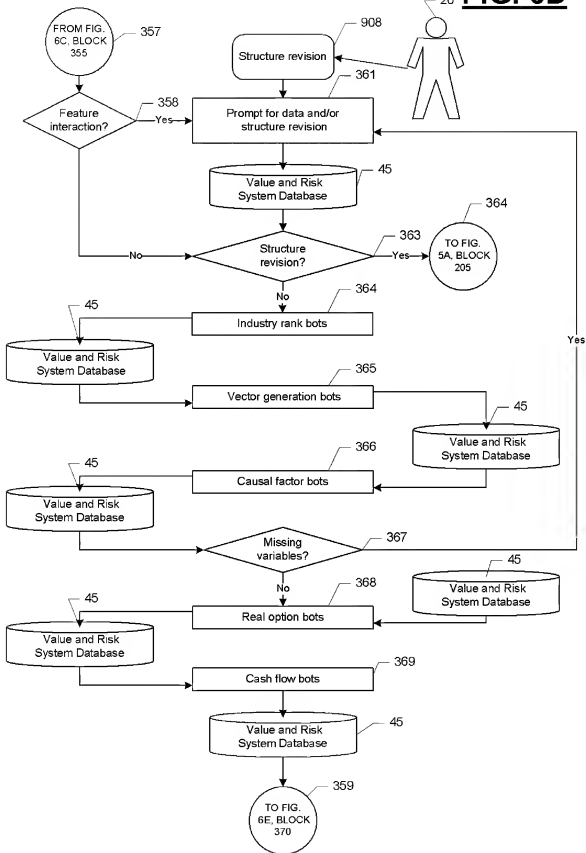 20
FIG. 6D
FROM FIG.
6C, BLOCK
355
357
908
Structure revision
361
Feature
interaction?
358
Yes
Prompt for data and/or
structure revision
45
Value and Risk
System Database
363
364
Structure
revision?
No
Yes
TO FIG.
5A, BLOCK
205
No
364
Industry rank bots
45
Value and Risk
System Database
Yes
365
Vector generation bots
45
Value and Risk
System Database
366
Causal factor bots
45
Value and Risk
System Database
Missing
variables?
367
No
368
45
Value and Risk
System Database
45
Real option bots
Value and Risk
System Database
369
Cash flow bots
45
Value and Risk
System Database
359
TO FIG.
6E, BLOCK
370